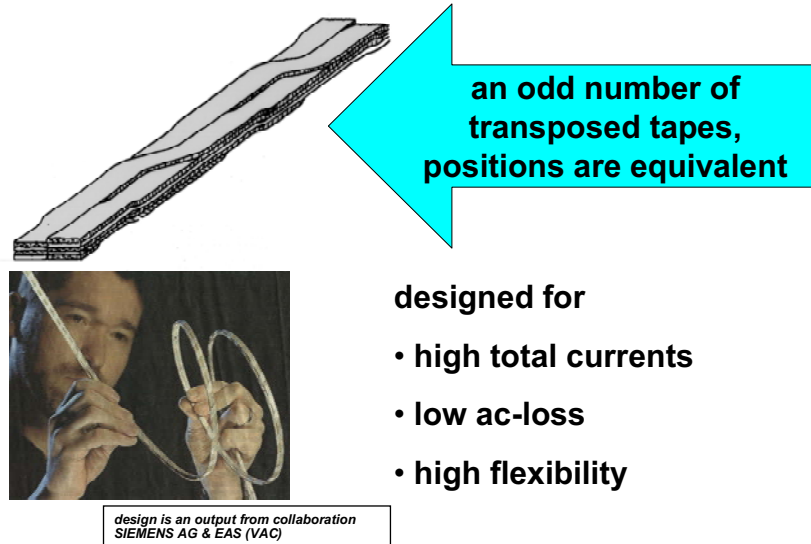 an odd number of
transposed tapes,
positions are equivalent
designed for
• high total currents
• low ac-loss
• high flexibility
design is an output from collaboration
SIEMENS AG & EAS (VAC)